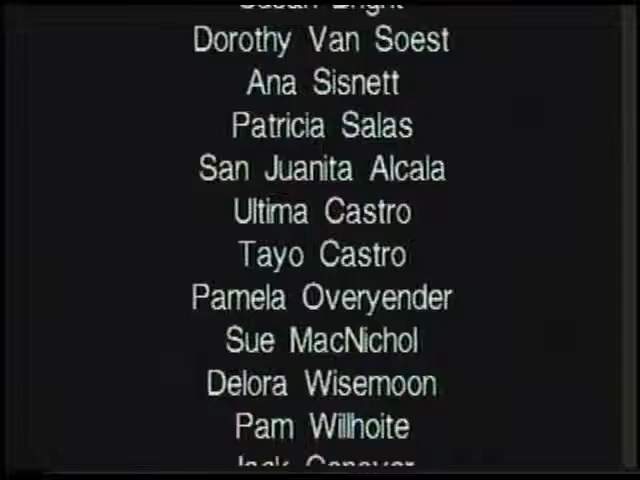 Dorothy Van Soest
Ana Sisnett
Patricia Salas
San Juanita Alcala
Ultima Castro
Tayo Castro
Pamela Overyender
Sue MacNichol
Delora Wisemoon
Pam Willhoite